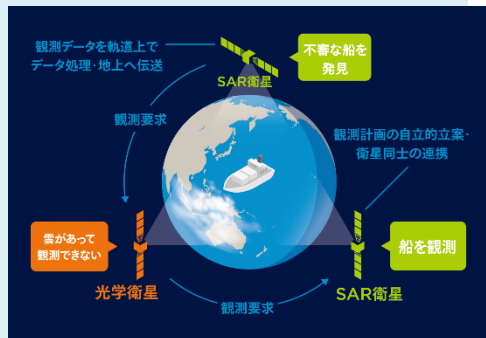 観測データを軌道上で
データ処理・地上へ伝送
不審な船を
発見
SAR衛星
観測要求
観測計画の自立的立案・
衛星同士の連携
雲があって
観測できない
船を観測
光学衛星
SAR衛星
観測要求